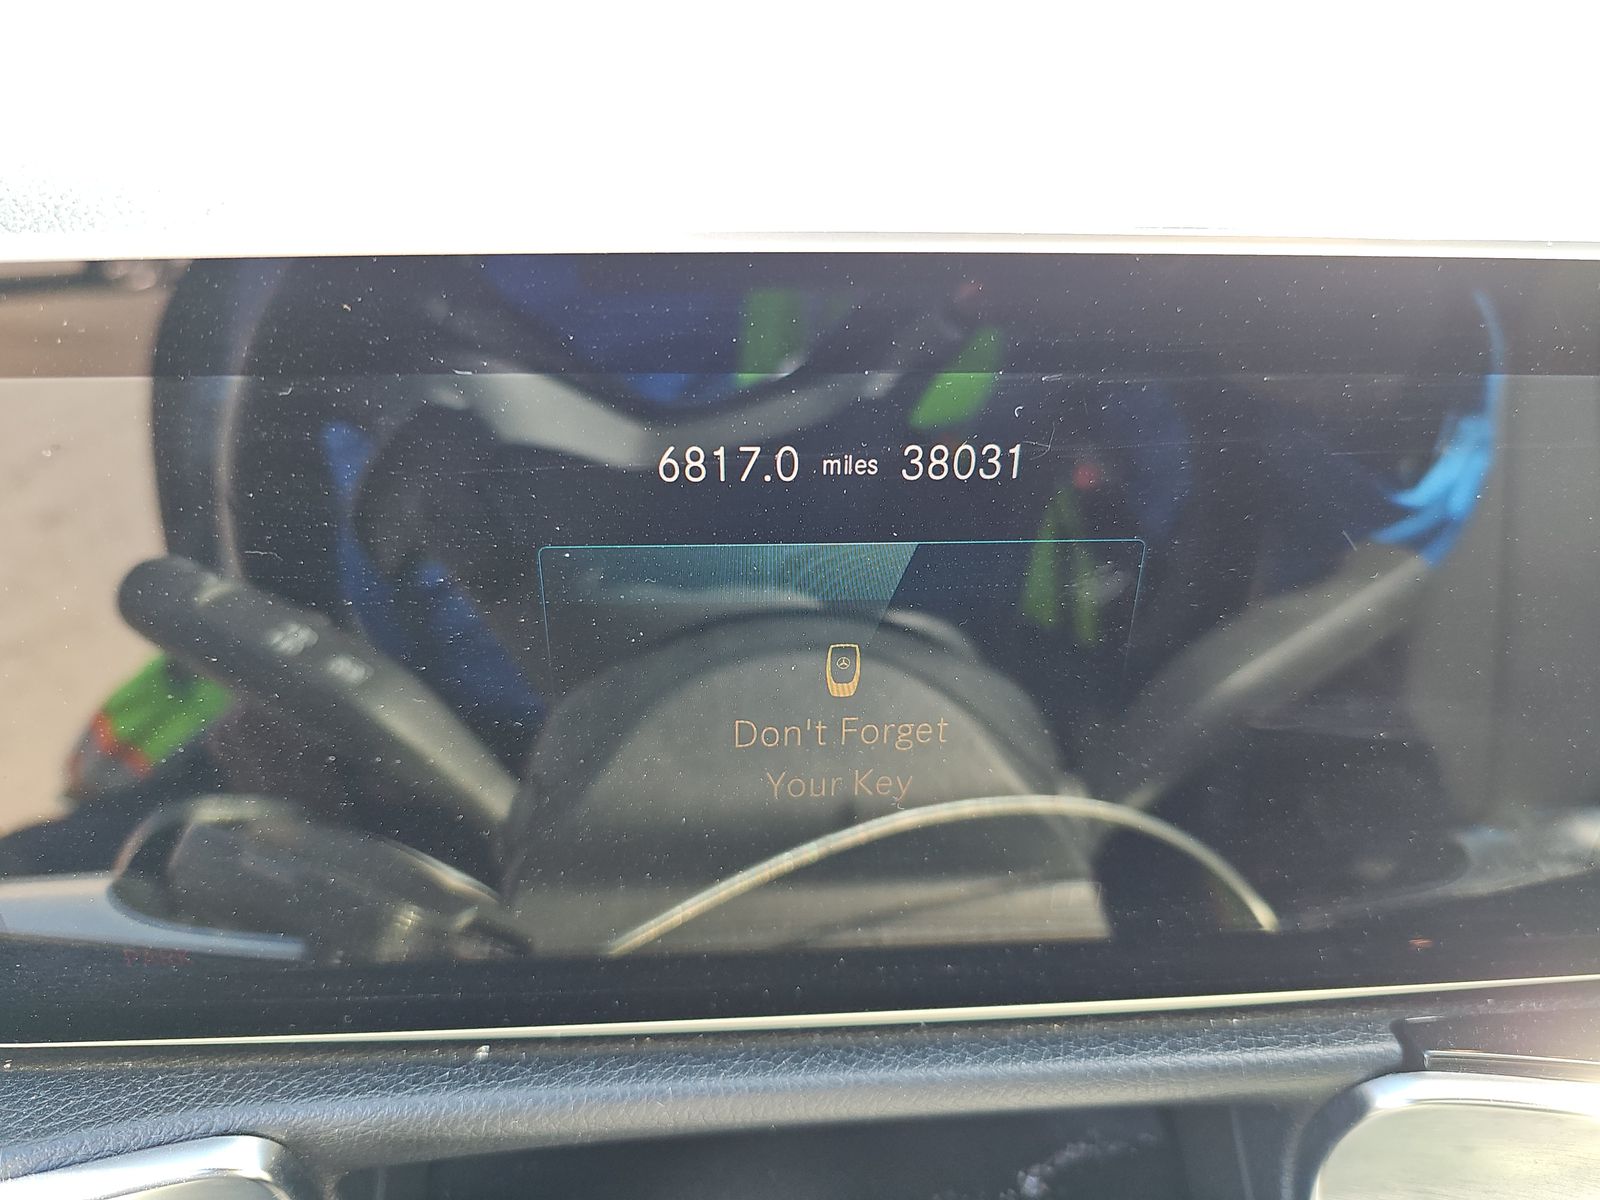 6817.0 miles 38031
Don't Forget
Your Key